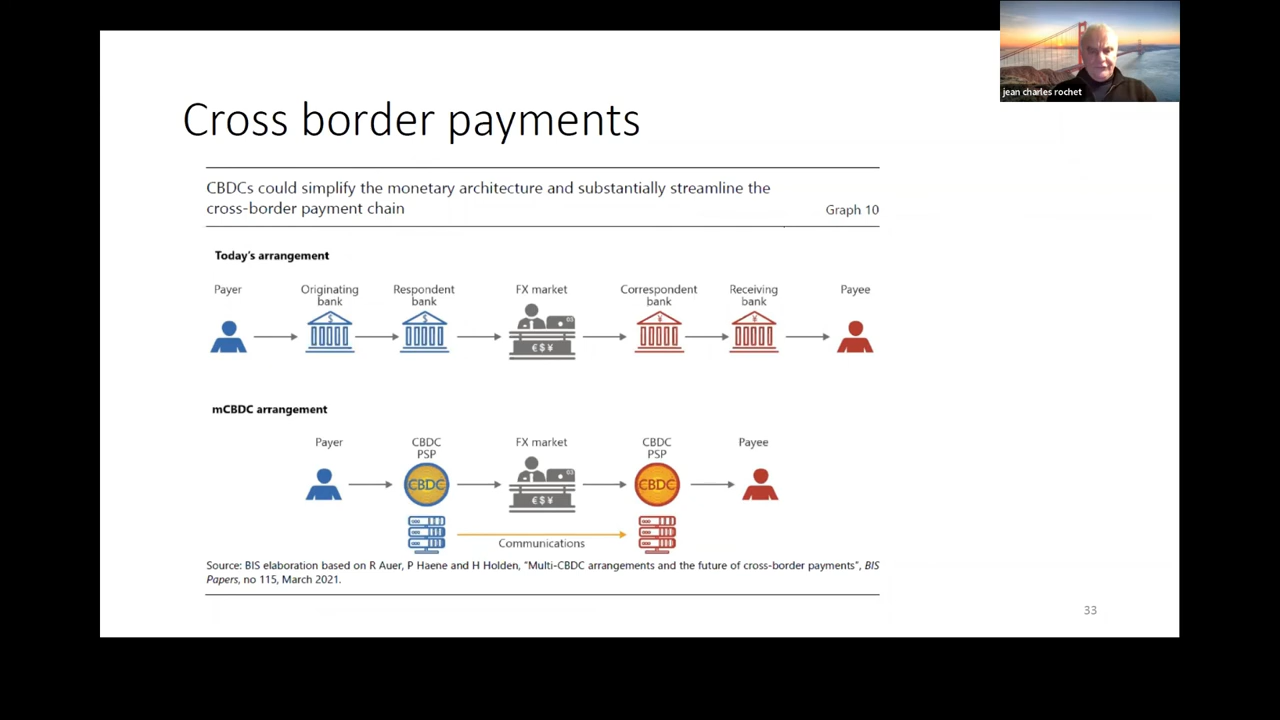 jean charles rochet
Cross border payments
CBDCs could simplify the monetary architecture and substantially streamline the
cross-border payment chain
Graph 10
Today's arrangement
Payer
Originating
bank
Respondent
bank
FX market
Correspondent
bank
Receiving
bank
Payee
$
$
€$¥
¥
¥
mCBDC arrangement
Payer
CBDC
PSP
FX market
CBDC
PSP
Payee
CBDC
€$¥
CBDC
Communications
Source: BIS elaboration based on R Auer, P Haene and H Holden, "Multi-CBDC arrangements and the future of cross-border payments", BIS
Papers, no 115, March 2021.
33